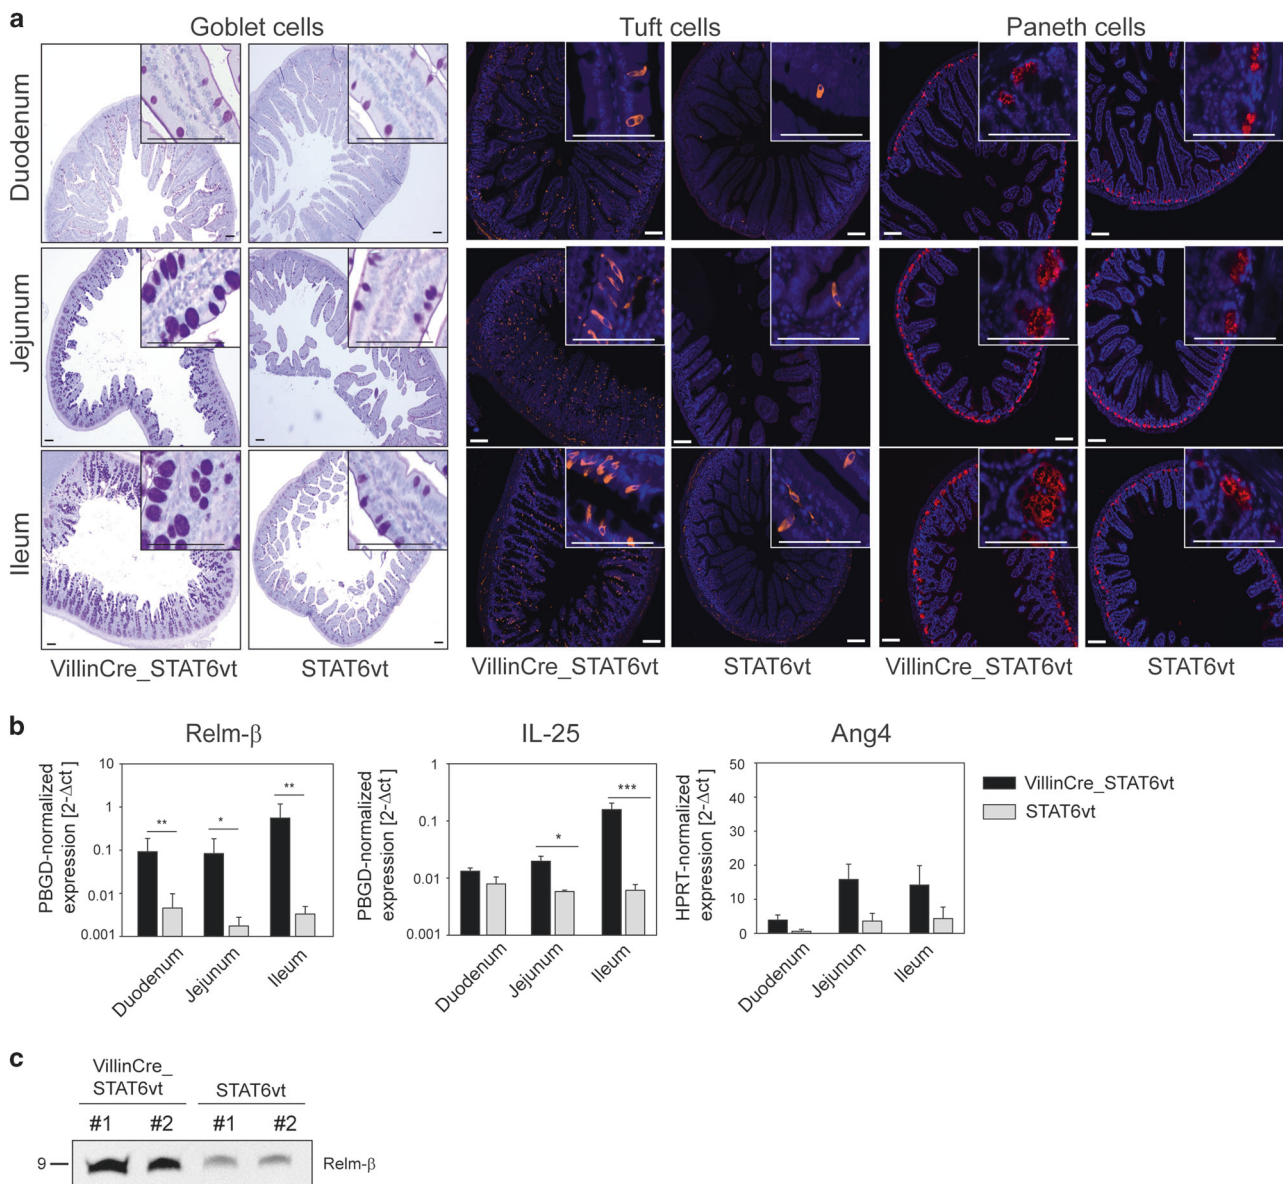 a
Goblet cells
Tuft cells
Paneth cells
Duodenum
Jejunum
Ileum
VillinCre_STAT6vt
STAT6vt
VillinCre_STAT6vt
STAT6vt
VillinCre_STAT6vt
STAT6vt
b
Relm-β
IL-25
Ang4
PBGD-normalized
expression [2-Δct ]
10
1
0.1
0.01
0.001
**
*
**
Duodenum
Jejunum
Ileum
PBGD-normalized
expression [2-Δct ]
1
0.1
0.01
0.001
*
***
Duodenum
Jejunum
Ileum
HPRT-normalized
expression [2-Δct ]
50
40
30
20
10
0
Duodenum
Jejunum
Ileum
VillinCre_STAT6vt
STAT6vt
c
VillinCre_
STAT6vt
STAT6vt
#1 #2 #1 #2
9
Relm-β